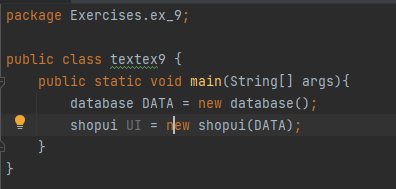 package Exercises.ex_9;
public class textex9 {
public static void main(String[] args){
database DATA = new database();
shopui UI = new shopui(DATA);
}
}